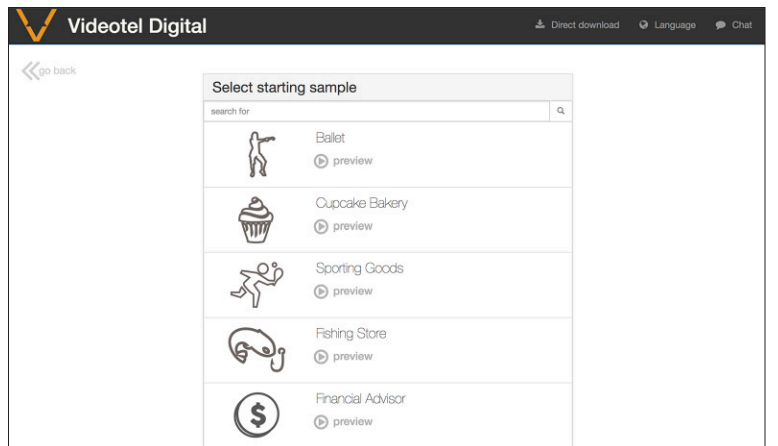 Videotel Digital
Direct download Language Chat
go back
Select starting sample
search for
Ballet
preview
Cupcake Bakery
preview
Sporting Goods
preview
Fishing Store
preview
$
Financial Advisor
preview